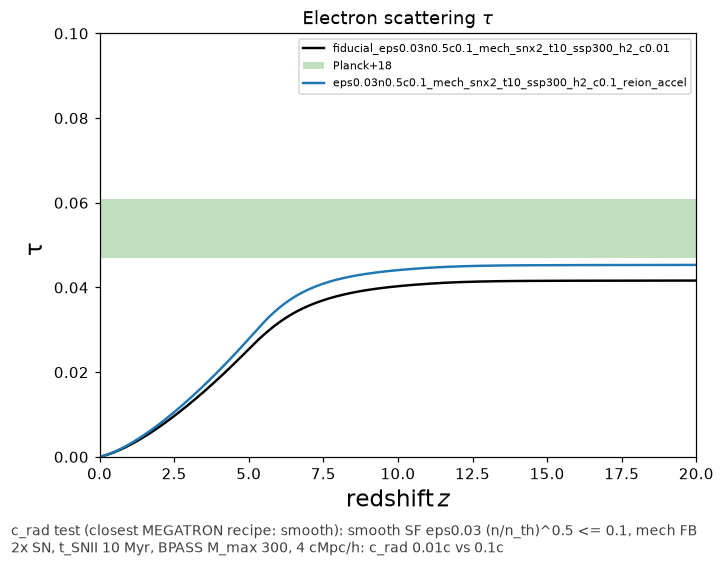 Electron scattering τ
fiducial_eps0.03n0.5c0.1_mech_snx2_t10_ssp300_h2_c0.01
Planck+18
eps0.03n0.5c0.1_mech_snx2_t10_ssp300_h2_c0.1_reion_accel
0.10
0.08
0.06
0.04
0.02
0.00
τ
0.0 2.5 5.0 7.5 10.0 12.5 15.0 17.5 20.0
redshift z
c_rad test (closest MEGATRON recipe: smooth): smooth SF eps0.03 (n/n_th)^0.5 <= 0.1, mech FB
2x SN, t_SNII 10 Myr, BPASS M_max 300, 4 cMpc/h: c_rad 0.01c vs 0.1c